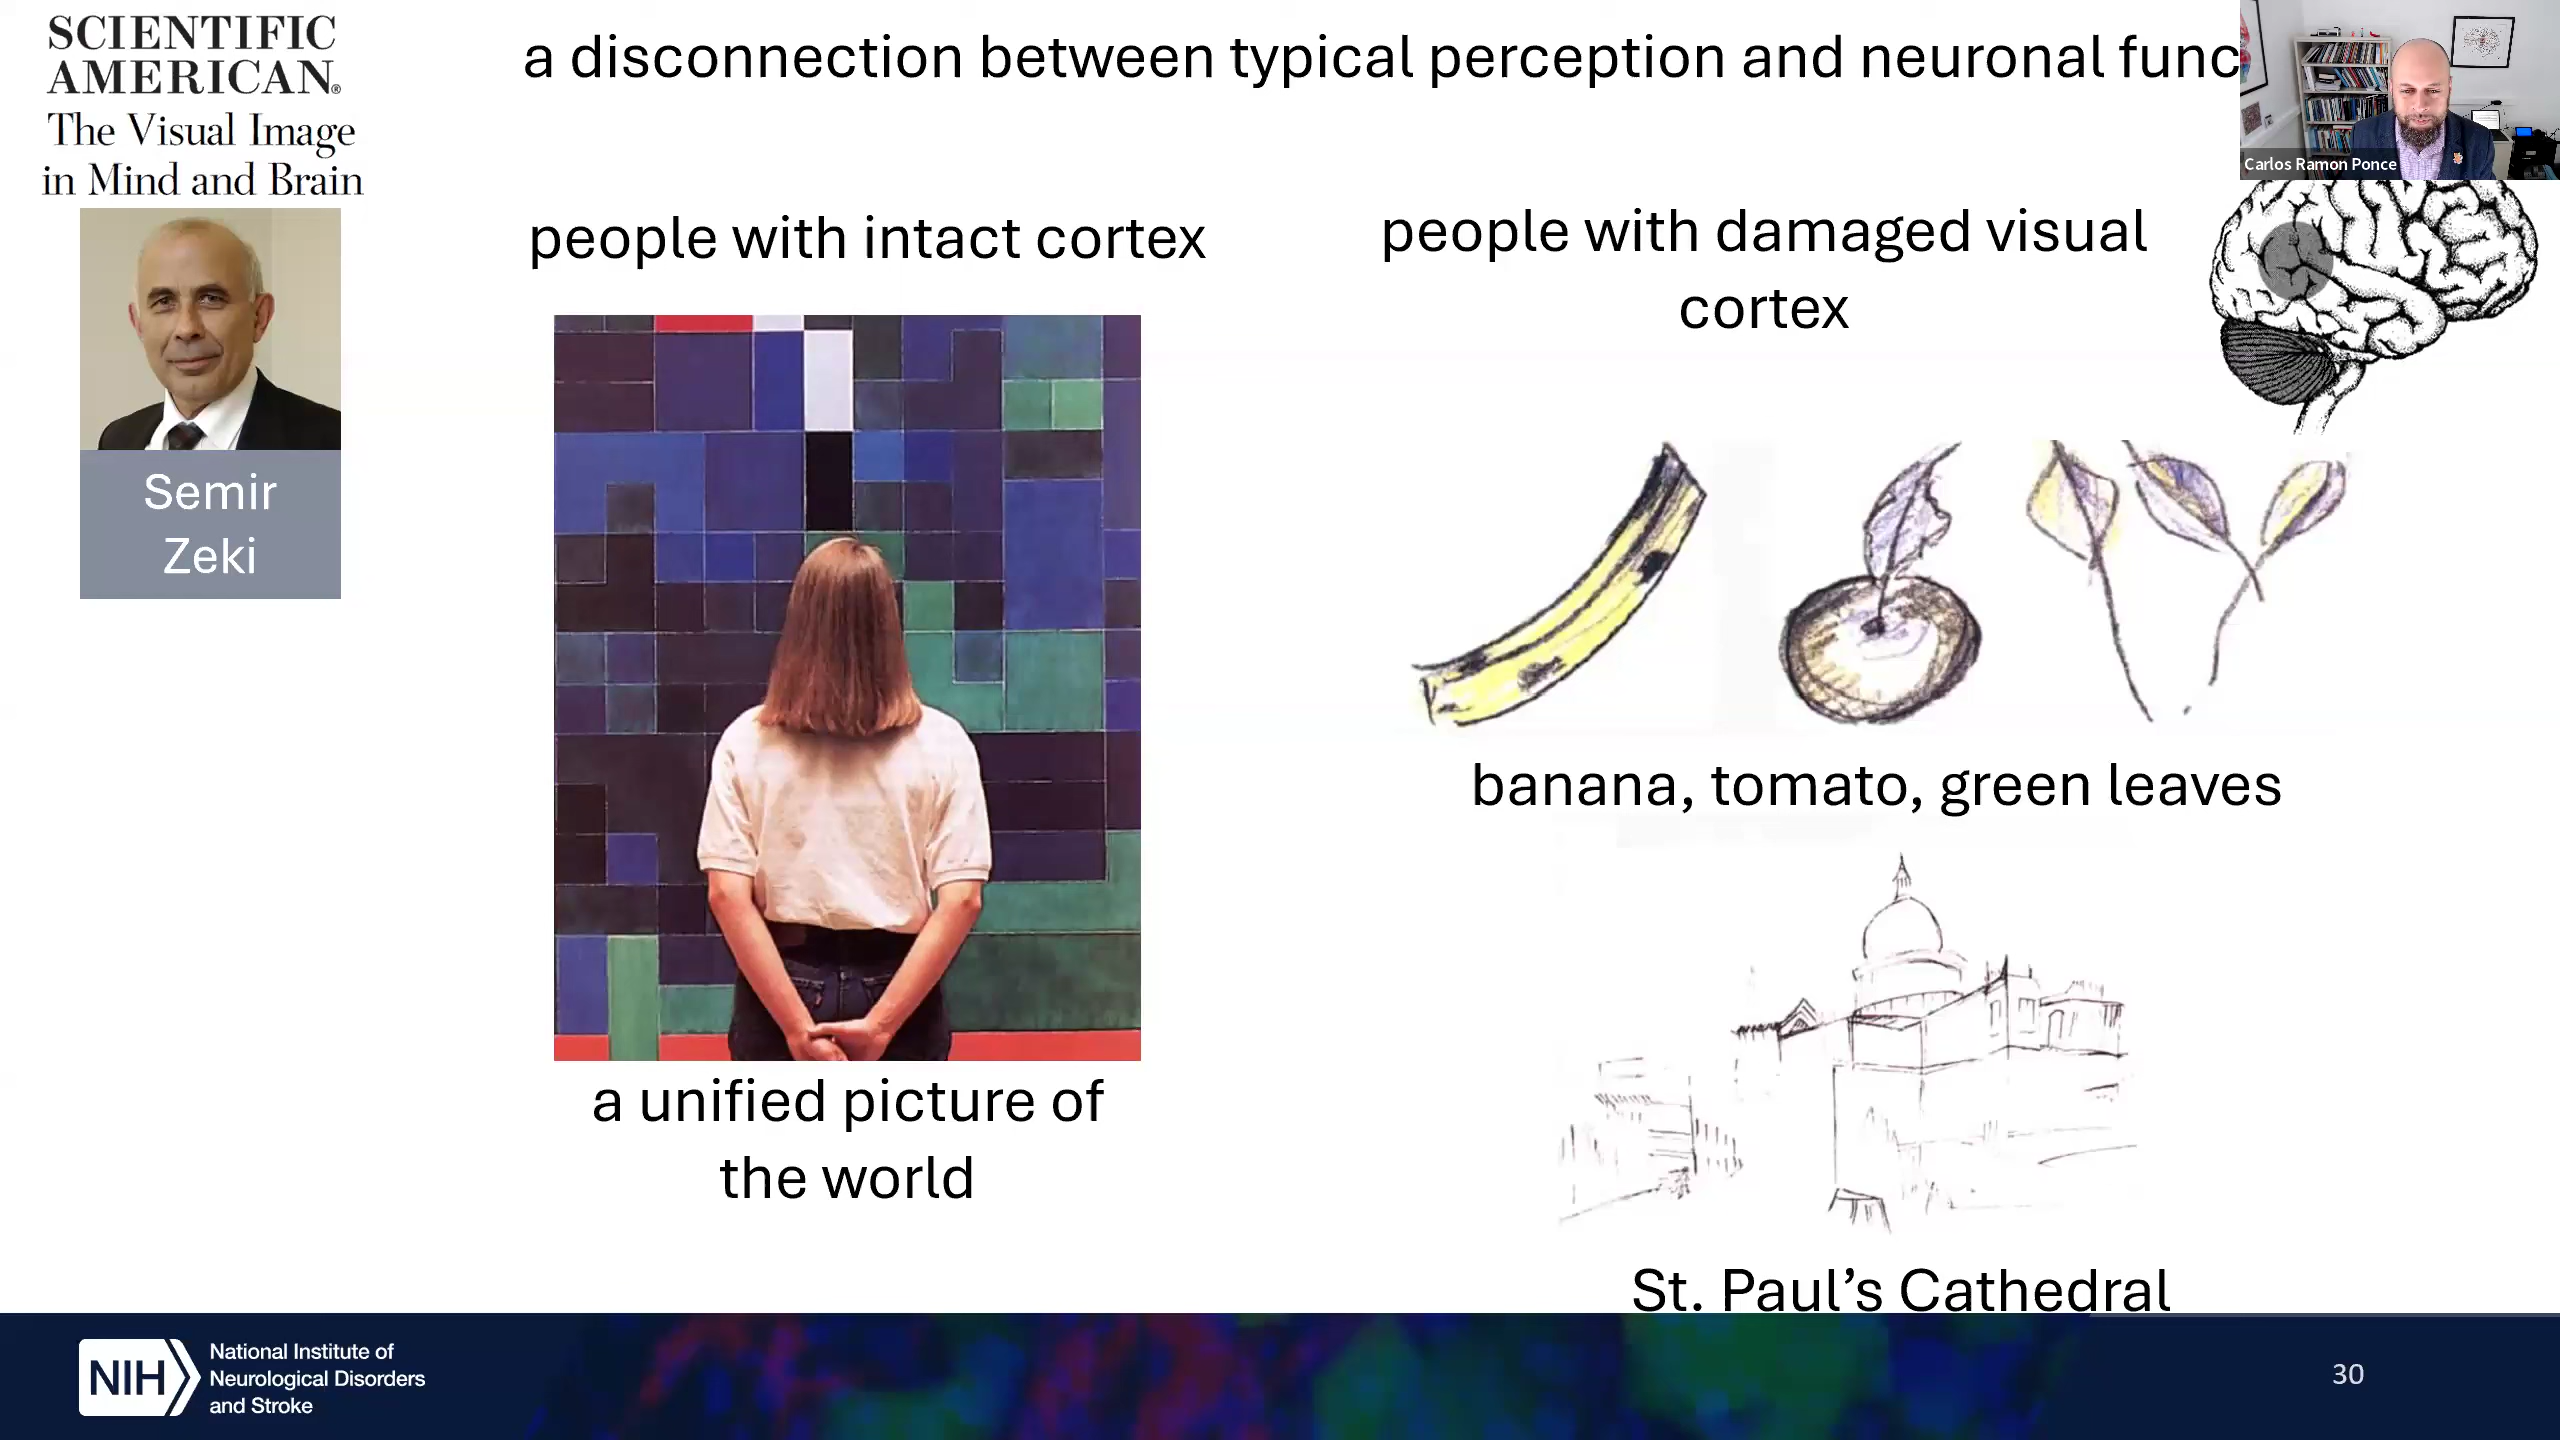 SCIENTIFIC
AMERICAN®
The Visual Image
in Mind and Brain
Semir
Zeki
a disconnection between typical perception and neuronal func
Carlos Ramon Ponce
people with intact cortex
a unified picture of
the world
people with damaged visual
cortex
banana, tomato, green leaves
St. Paul’s Cathedral
NIH
National Institute of
Neurological Disorders
and Stroke
30